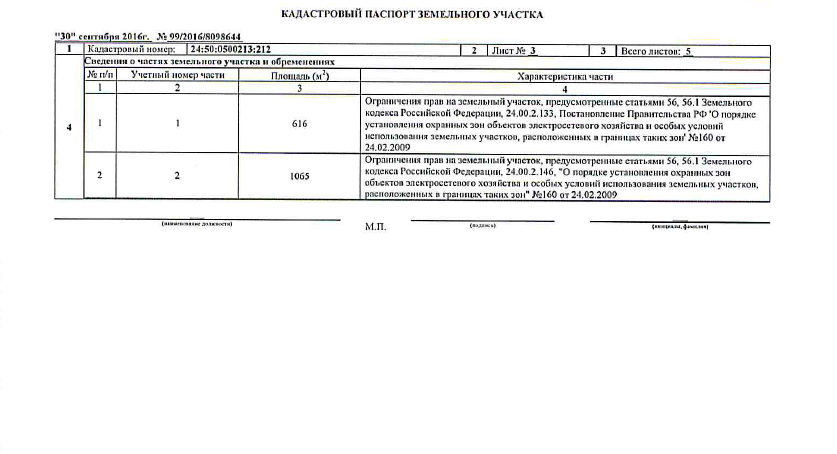 КАДАСТРОВЫЙ ПАСПОРТ ЗЕМЕЛЬНОГО УЧАСТКА
"30" сентября 2016г. № 99/2016/8098644
1 Кадастровый номер: 24:50:0500213:212 2 Лист № 3 3 Всего листов: 5
Сведения о частях земельного участка и обременениях
№ п/п Учетный номер части Площадь (м²) Характеристика части
1 2 3 4
4
1 1 616
Ограничения прав на земельный участок, предусмотренные статьями 56, 56.1 Земельного
кодекса Российской Федерации, 24.00.2.133, Постановление Правительства РФ 'О порядке
установления охранных зон объектов электросетевого хозяйства и особых условий
использования земельных участков, расположенных в границах таких зон' №160 от
24.02.2009
2 2 1065
Ограничения прав на земельный участок, предусмотренные статьями 56, 56.1 Земельного
кодекса Российской Федерации, 24.00.2.146, "О порядке установления охранных зон
объектов электросетевого хозяйства и особых условий использования земельных участков,
расположенных в границах таких зон" №160 от 24.02.2009
(наименование должности) М.П. (подпись) (инициалы, фамилия)